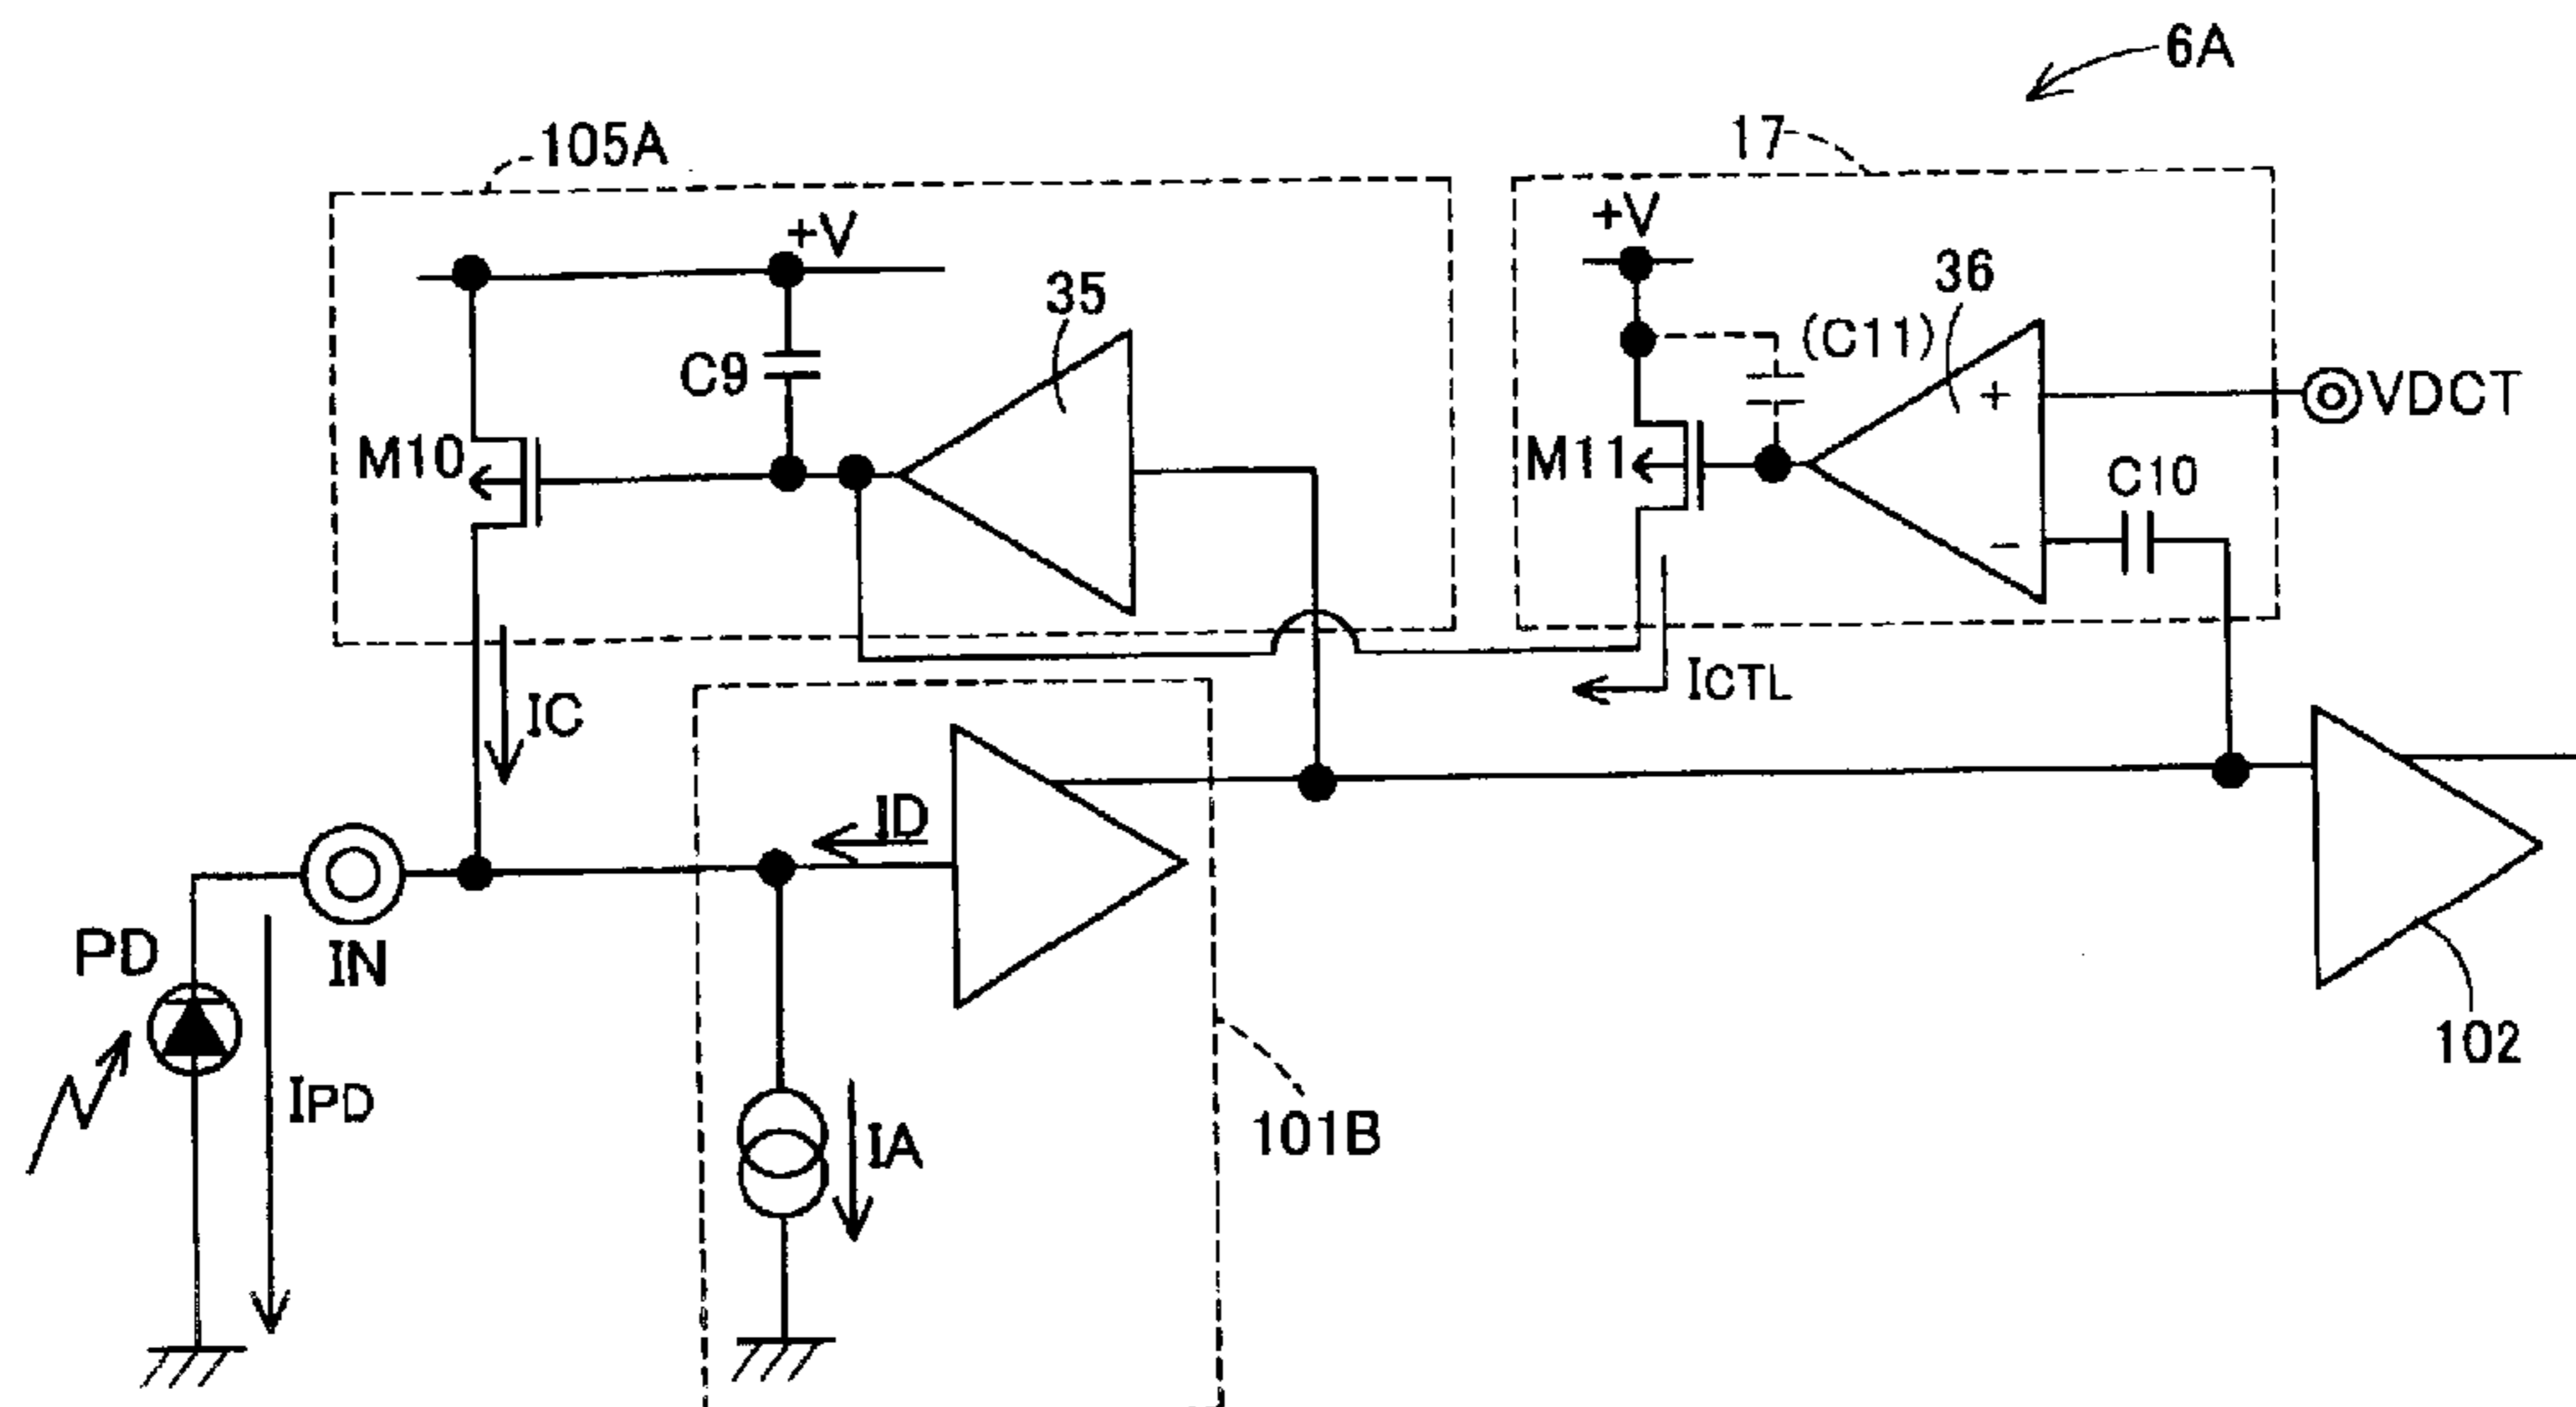 6A
105A
17
+V
+V
35
36
(C11)
C9
+
VDCT
M10
M11
C10
−
IC
ICTL
ID
PD
IN
IPD
IA
101B
102